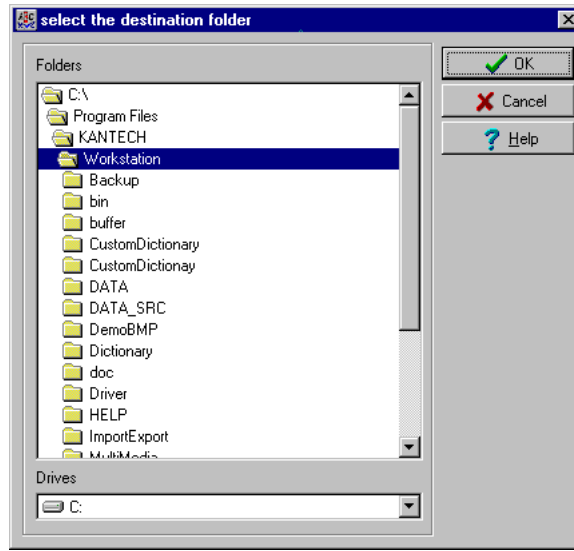 select the destination folder
Folders
C:\
Program Files
KANTECH
Workstation
Backup
bin
buffer
CustomDictionary
CustomDictionay
DATA
DATA_SRC
DemoBMP
Dictionary
doc
Driver
HELP
ImportExport
MultiMedia
Drives
C:
OK
Cancel
Help